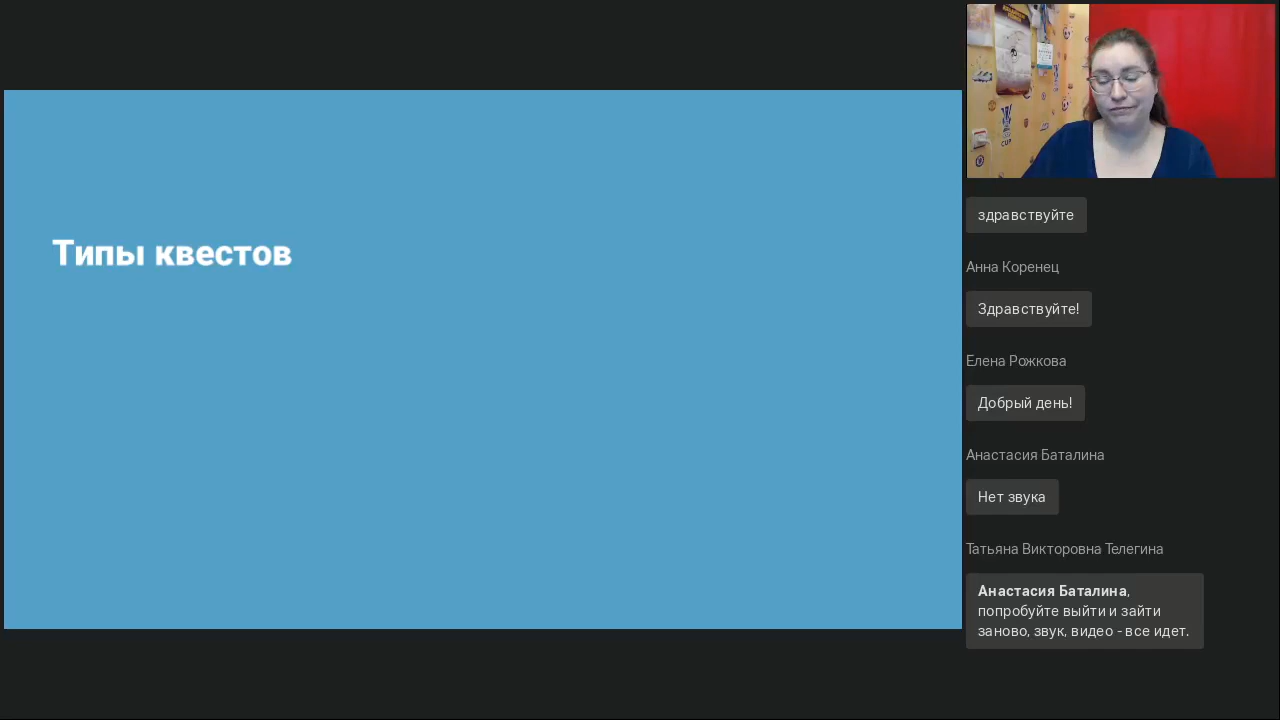 Типы квестов
CUP
здравствуйте
Анна Коренец
Здравствуйте!
Елена Рожкова
Добрый день!
Анастасия Баталина
Нет звука
Татьяна Викторовна Телегина
Анастасия Баталина,
попробуйте выйти и зайти
заново, звук, видео - все идет.